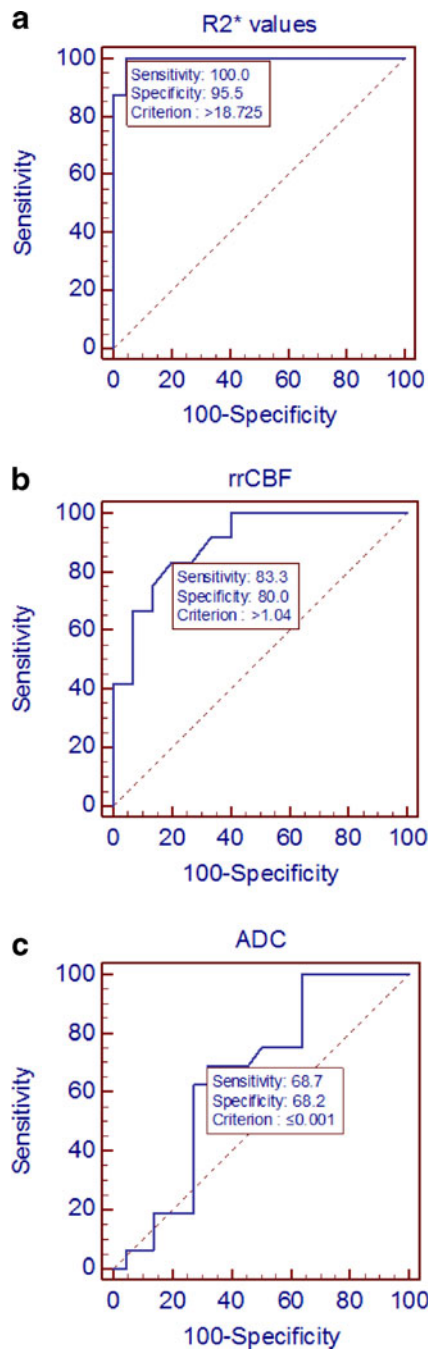 a
R2* values
100
80
60
40
20
0
Sensitivity
Sensitivity: 100.0
Specificity: 95.5
Criterion : >18.725
0 20 40 60 80 100
100-Specificity
b
rrCBF
100
80
60
40
20
0
Sensitivity
Sensitivity: 83.3
Specificity: 80.0
Criterion : >1.04
0 20 40 60 80 100
100-Specificity
c
ADC
100
80
60
40
20
0
Sensitivity
Sensitivity: 68.7
Specificity: 68.2
Criterion : ≤0.001
0 20 40 60 80 100
100-Specificity